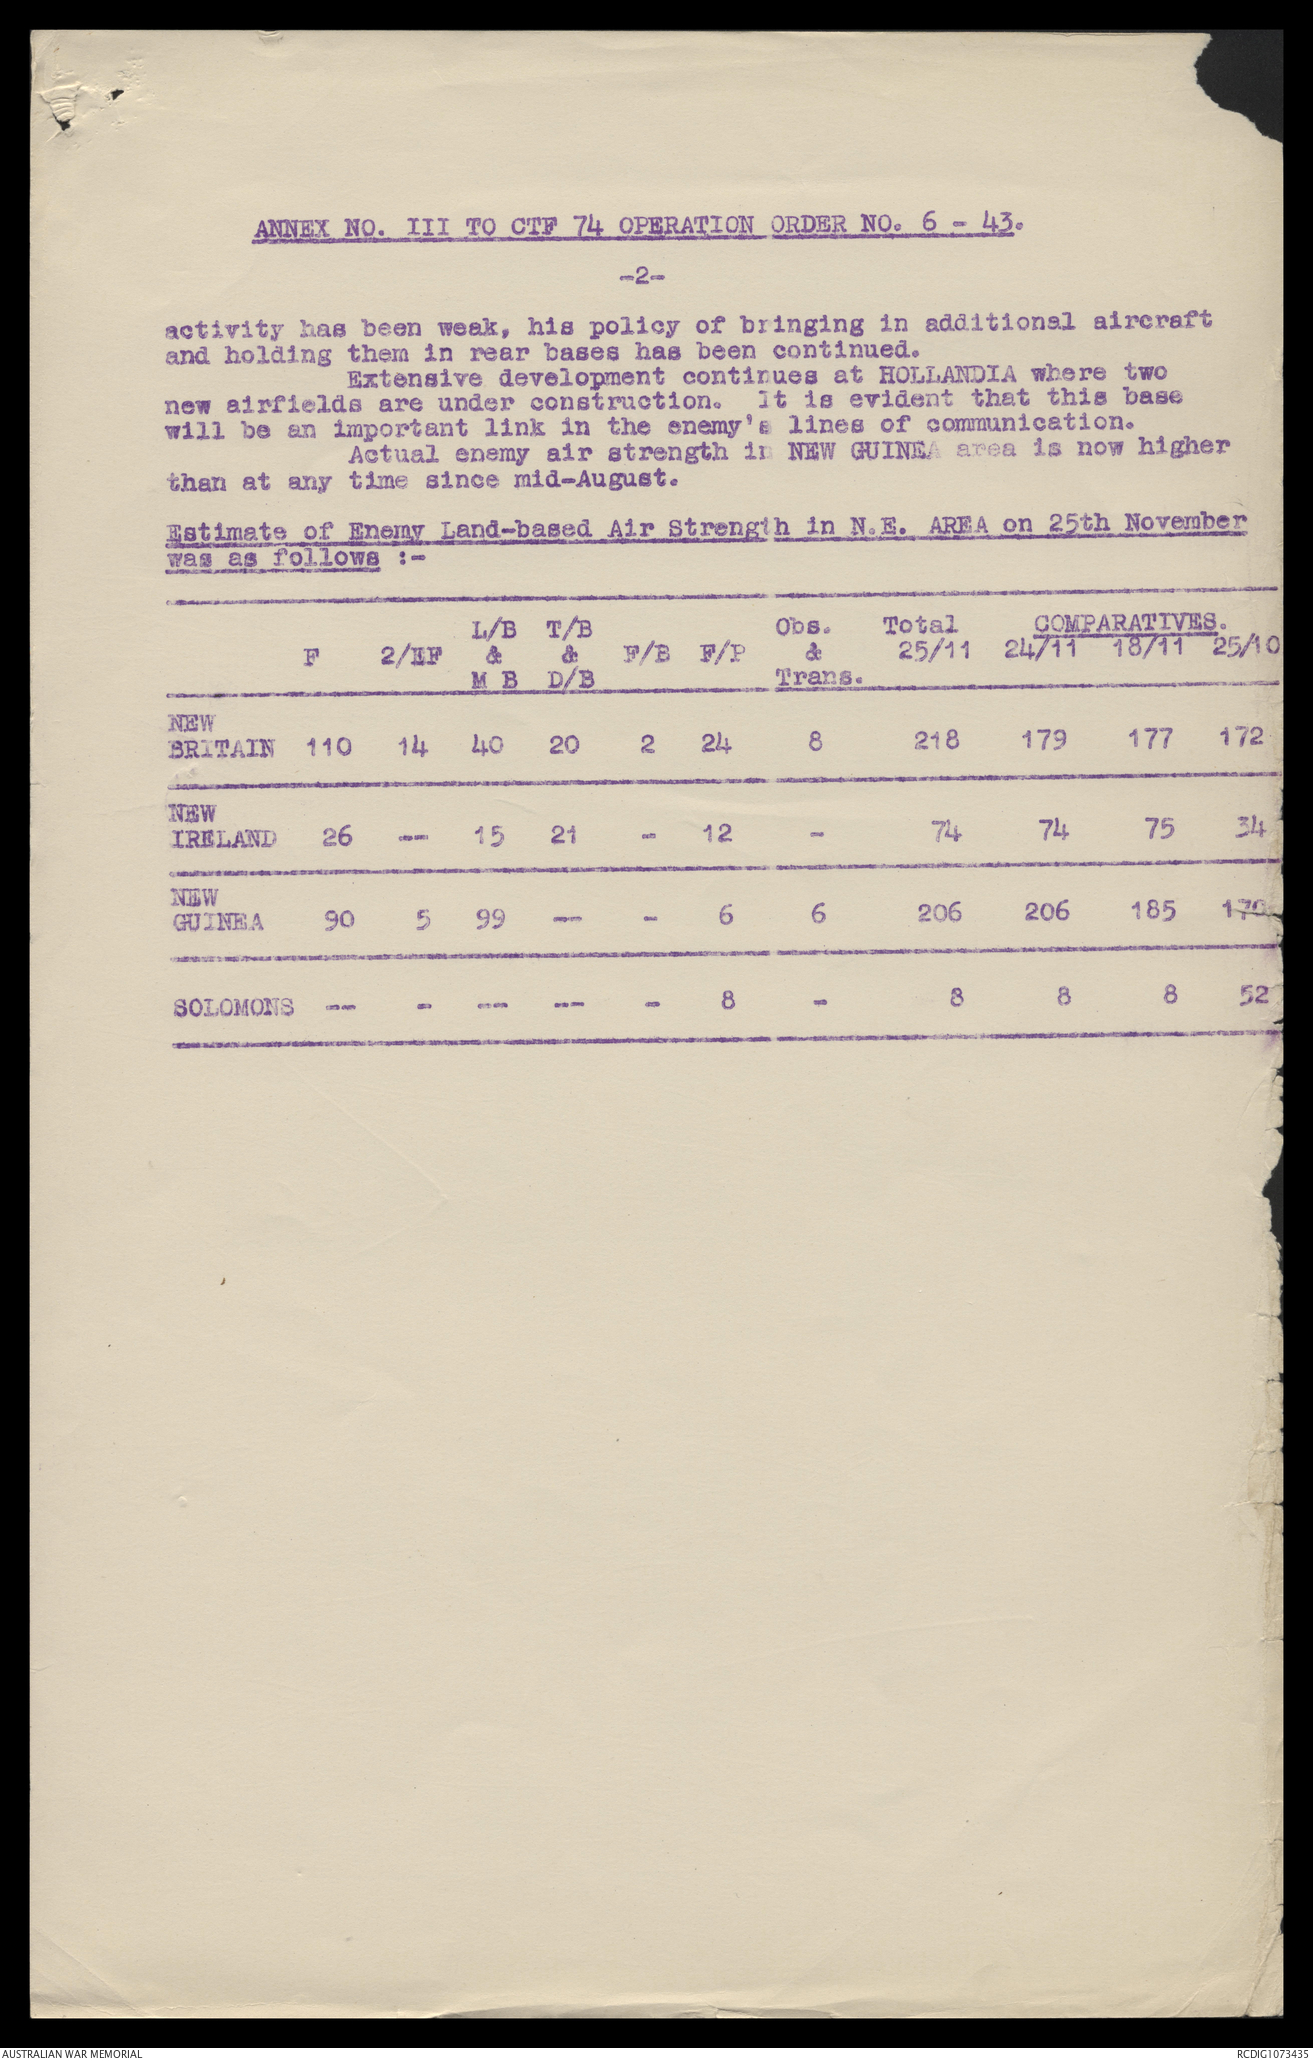 ANNEX NO. III TO CTF 74 OPERATION ORDER NO. 6 - 43.
-2-
activity has been weak, his policy of bringing in additional aircraft
and holding them in rear bases has been continued.
Extensive development continues at HOLLANDIA where two
new airfields are under construction. It is evident that this base
will be an important link in the enemy's lines of communication.
Actual enemy air strength in NEW GUINEA area is now higher
than at any time since mid-August.
Estimate of Enemy Land-based Air Strength in N.E. AREA on 25th November
was as follows :-
L/B T/B Obs. Total COMPARATIVES.
F 2/EF & & F/B F/P & 25/11 24/11 18/11 25/10
M B D/B Trans.
NEW
BRITAIN 110 14 40 20 2 24 8 218 179 177 172
NEW
IRELAND 26 -- 15 21 - 12 - 74 74 75 34
NEW
GUINEA 90 5 99 -- - 6 6 206 206 185 170
SOLOMONS -- - -- -- - 8 - 8 8 8 52
AUSTRALIAN WAR MEMORIAL
RCDIG1073435